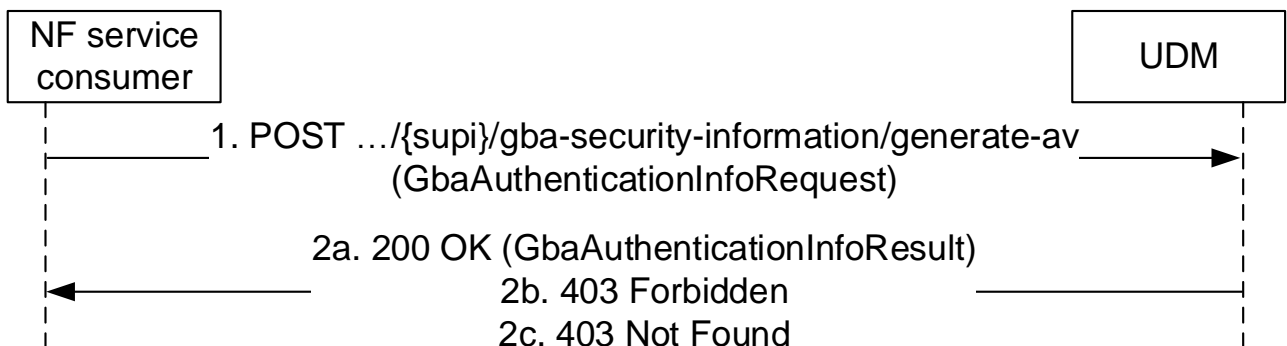 NF service
consumer
UDM
1. POST …/{supi}/gba-security-information/generate-av
(GbaAuthenticationInfoRequest)
2a. 200 OK (GbaAuthenticationInfoResult)
2b. 403 Forbidden
2c. 403 Not Found